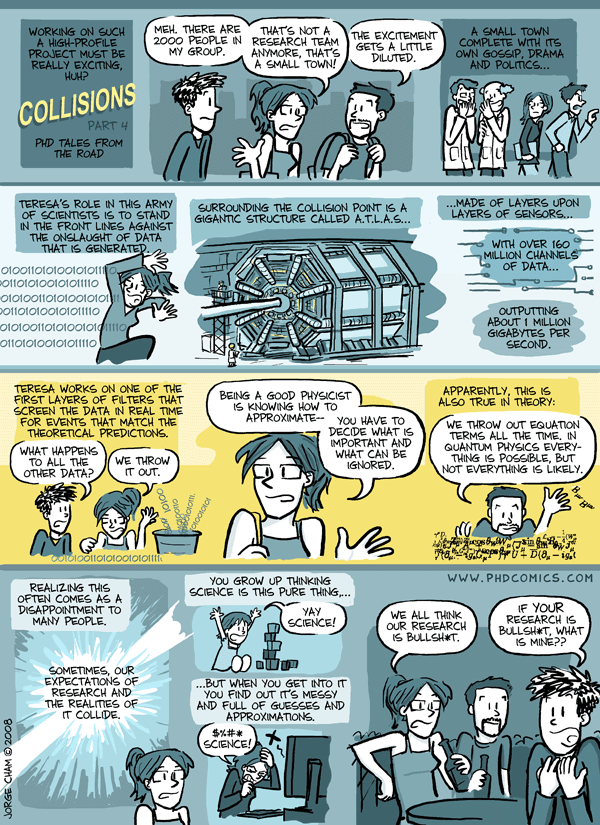 WORKING ON SUCH
A HIGH-PROFILE
PROJECT MUST BE
REALLY EXCITING,
HUH?
COLLISIONS
PART 4
PHD TALES FROM
THE ROAD
MEH. THERE ARE
2000 PEOPLE IN
MY GROUP.
THAT'S NOT A
RESEARCH TEAM
ANYMORE, THAT'S
A SMALL TOWN!
THE EXCITEMENT
GETS A LITTLE
DILUTED.
A SMALL TOWN
COMPLETE WITH ITS
OWN GOSSIP, DRAMA
AND POLITICS...
TERESA'S ROLE IN THIS ARMY
OF SCIENTISTS IS TO STAND
IN THE FRONT LINES AGAINST
THE ONSLAUGHT OF DATA
THAT IS GENERATED.
SURROUNDING THE COLLISION POINT IS A
GIGANTIC STRUCTURE CALLED A.T.L.A.S...
...MADE OF LAYERS UPON
LAYERS OF SENSORS...
WITH OVER 160
MILLION CHANNELS
OF DATA...
OUTPUTTING
ABOUT 1 MILLION
GIGABYTES PER
SECOND.
TERESA WORKS ON ONE OF THE
FIRST LAYERS OF FILTERS THAT
SCREEN THE DATA IN REAL TIME
FOR EVENTS THAT MATCH THE
THEORETICAL PREDICTIONS.
WHAT HAPPENS
TO ALL THE
OTHER DATA?
WE THROW
IT OUT.
BEING A GOOD PHYSICIST
IS KNOWING HOW TO
APPROXIMATE--
YOU HAVE TO
DECIDE WHAT IS
IMPORTANT AND
WHAT CAN BE
IGNORED.
APPARENTLY, THIS IS
ALSO TRUE IN THEORY:
WE THROW OUT EQUATION
TERMS ALL THE TIME. IN
QUANTUM PHYSICS EVERY-
THING IS POSSIBLE, BUT
NOT EVERYTHING IS LIKELY.
WWW.PHDCOMICS.COM
REALIZING THIS
OFTEN COMES AS A
DISAPPOINTMENT TO
MANY PEOPLE.
SOMETIMES, OUR
EXPECTATIONS OF
RESEARCH AND
THE REALITIES OF
IT COLLIDE.
YOU GROW UP THINKING
SCIENCE IS THIS PURE THING,...
YAY
SCIENCE!
...BUT WHEN YOU GET INTO IT
YOU FIND OUT IT'S MESSY
AND FULL OF GUESSES AND
APPROXIMATIONS.
$%#*
SCIENCE!
WE ALL THINK
OUR RESEARCH
IS BULLSH*T.
IF YOUR
RESEARCH IS
BULLSH*T, WHAT
IS MINE??
JORGE CHAM © 2008